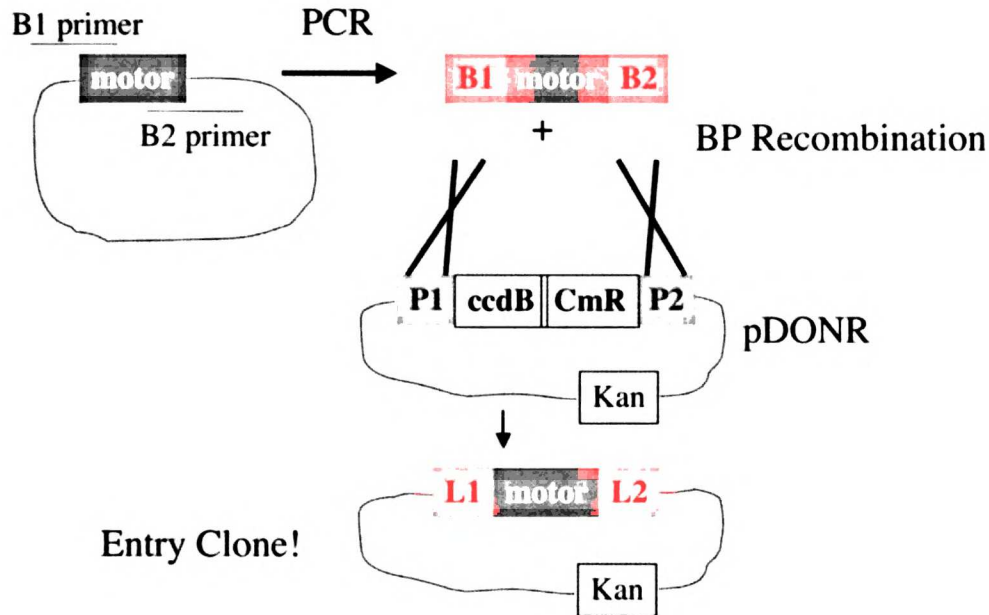 B1 primer
PCR
motor
B2 primer
B1 motor B2
+
BP Recombination
P1 ccdB CmR P2
pDONR
Kan
L1 motor L2
Entry Clone!
Kan